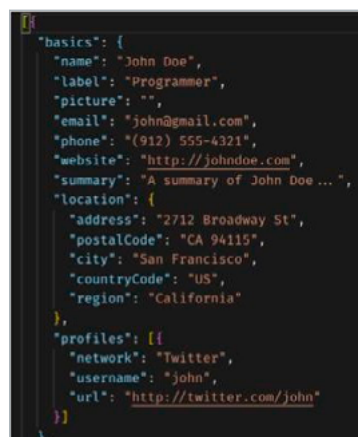 [{
"basics": {
"name": "John Doe",
"label": "Programmer",
"picture": "",
"email": "john@gmail.com",
"phone": "(912) 555-4321",
"website": "http://johndoe.com",
"summary": "A summary of John Doe...",
"location": {
"address": "2712 Broadway St",
"postalCode": "CA 94115",
"city": "San Francisco",
"countryCode": "US",
"region": "California"
},
"profiles": [{
"network": "Twitter",
"username": "john",
"url": "http://twitter.com/john"
}]
}